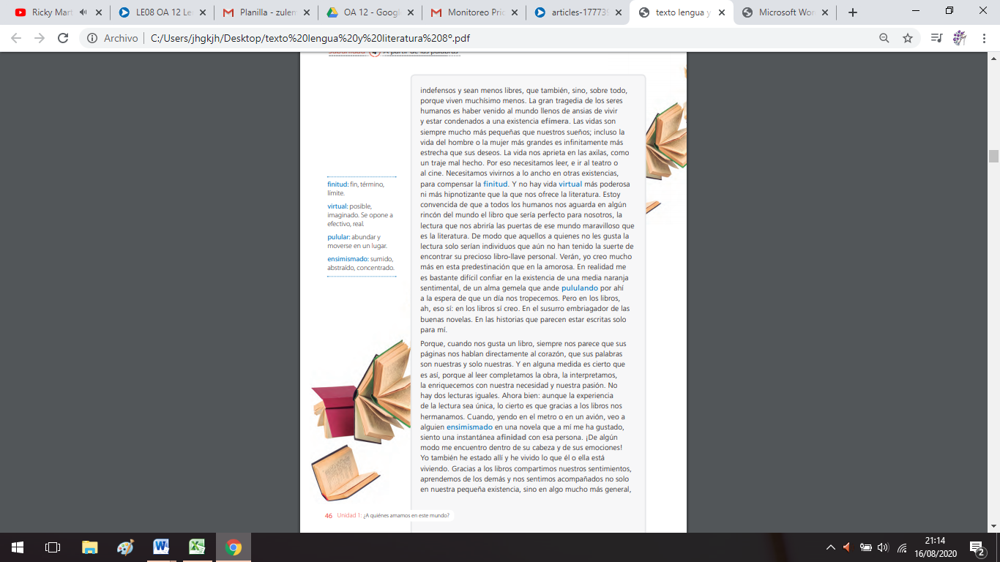 Ricky Mart
LE08 OA 12 Le
Planilla - zulen
OA 12 - Googl
Monitoreo Prio
articles-177739
texto lengua y
Microsoft Wor
Archivo
C:/Users/jhgkjh/Desktop/texto%20lengua%20y%20literatura%208º.pdf
Subunidad 4 A partir de las palabras
indefensos y sean menos libres, que también, sino, sobre todo,
porque viven muchísimo menos. La gran tragedia de los seres
humanos es haber venido al mundo llenos de ansias de vivir
y estar condenados a una existencia efímera. Las vidas son
siempre mucho más pequeñas que nuestros sueños; incluso la
vida del hombre o la mujer más grandes es infinitamente más
estrecha que sus deseos. La vida nos aprieta en las axilas, como
un traje mal hecho. Por eso necesitamos leer, e ir al teatro o
al cine. Necesitamos vivirnos a lo ancho en otras existencias,
para compensar la finitud. Y no hay vida virtual más poderosa
ni más hipnotizante que la que nos ofrece la literatura. Estoy
convencida de que a todos los humanos nos aguarda en algún
rincón del mundo el libro que sería perfecto para nosotros, la
lectura que nos abriría las puertas de ese mundo maravilloso que
es la literatura. De modo que aquellos a quienes no les gusta la
lectura solo serían individuos que aún no han tenido la suerte de
encontrar su precioso libro-llave personal. Verán, yo creo mucho
más en esta predestinación que en la amorosa. En realidad me
es bastante difícil confiar en la existencia de una media naranja
sentimental, de un alma gemela que ande pululando por ahí
a la espera de que un día nos tropecemos. Pero en los libros,
ah, eso sí: en los libros sí creo. En el susurro embriagador de las
buenas novelas. En las historias que parecen estar escritas solo
para mí.
Porque, cuando nos gusta un libro, siempre nos parece que sus
páginas nos hablan directamente al corazón, que sus palabras
son nuestras y solo nuestras. Y en alguna medida es cierto que
es así, porque al leer completamos la obra, la interpretamos,
la enriquecemos con nuestra necesidad y nuestra pasión. No
hay dos lecturas iguales. Ahora bien: aunque la experiencia
de la lectura sea única, lo cierto es que gracias a los libros nos
hermanamos. Cuando, yendo en el metro o en un avión, veo a
alguien ensimismado en una novela que a mí me ha gustado,
siento una instantánea afinidad con esa persona. ¡De algún
modo me encuentro dentro de su cabeza y de sus emociones!
Yo también he estado allí y he vivido lo que él o ella está
viviendo. Gracias a los libros compartimos nuestros sentimientos,
aprendemos de los demás y nos sentimos acompañados no solo
en nuestra pequeña existencia, sino en algo mucho más general,
finitud: fin, término,
límite.
virtual: posible,
imaginado. Se opone a
efectivo, real.
pulular: abundar y
moverse en un lugar.
ensimismado: sumido,
abstraído, concentrado.
46 Unidad 1: ¿A quiénes amamos en este mundo?
21:14
16/08/2020
2